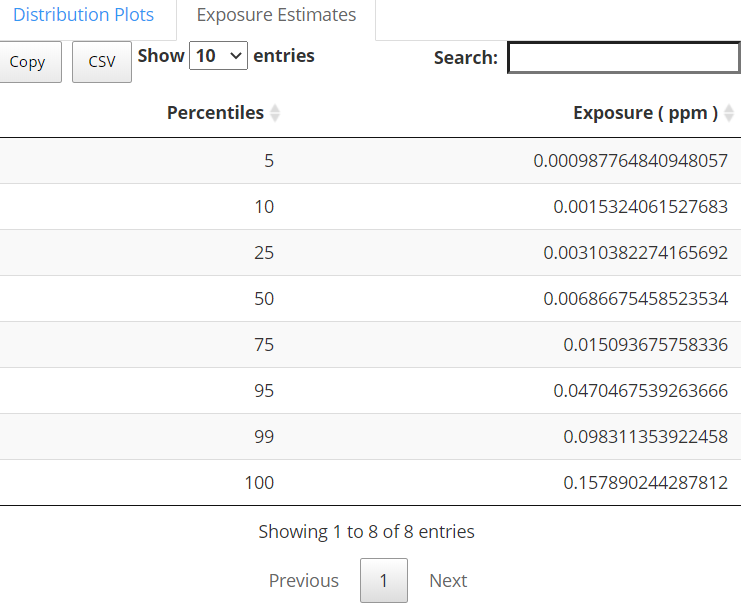 Distribution Plots Exposure Estimates
Copy CSV Show 10 entries Search:
Percentiles Exposure ( ppm )
5 0.000987764840948057
10 0.0015324061527683
25 0.00310382274165692
50 0.00686675458523534
75 0.015093675758336
95 0.0470467539263666
99 0.098311353922458
100 0.157890244287812
Showing 1 to 8 of 8 entries
Previous 1 Next